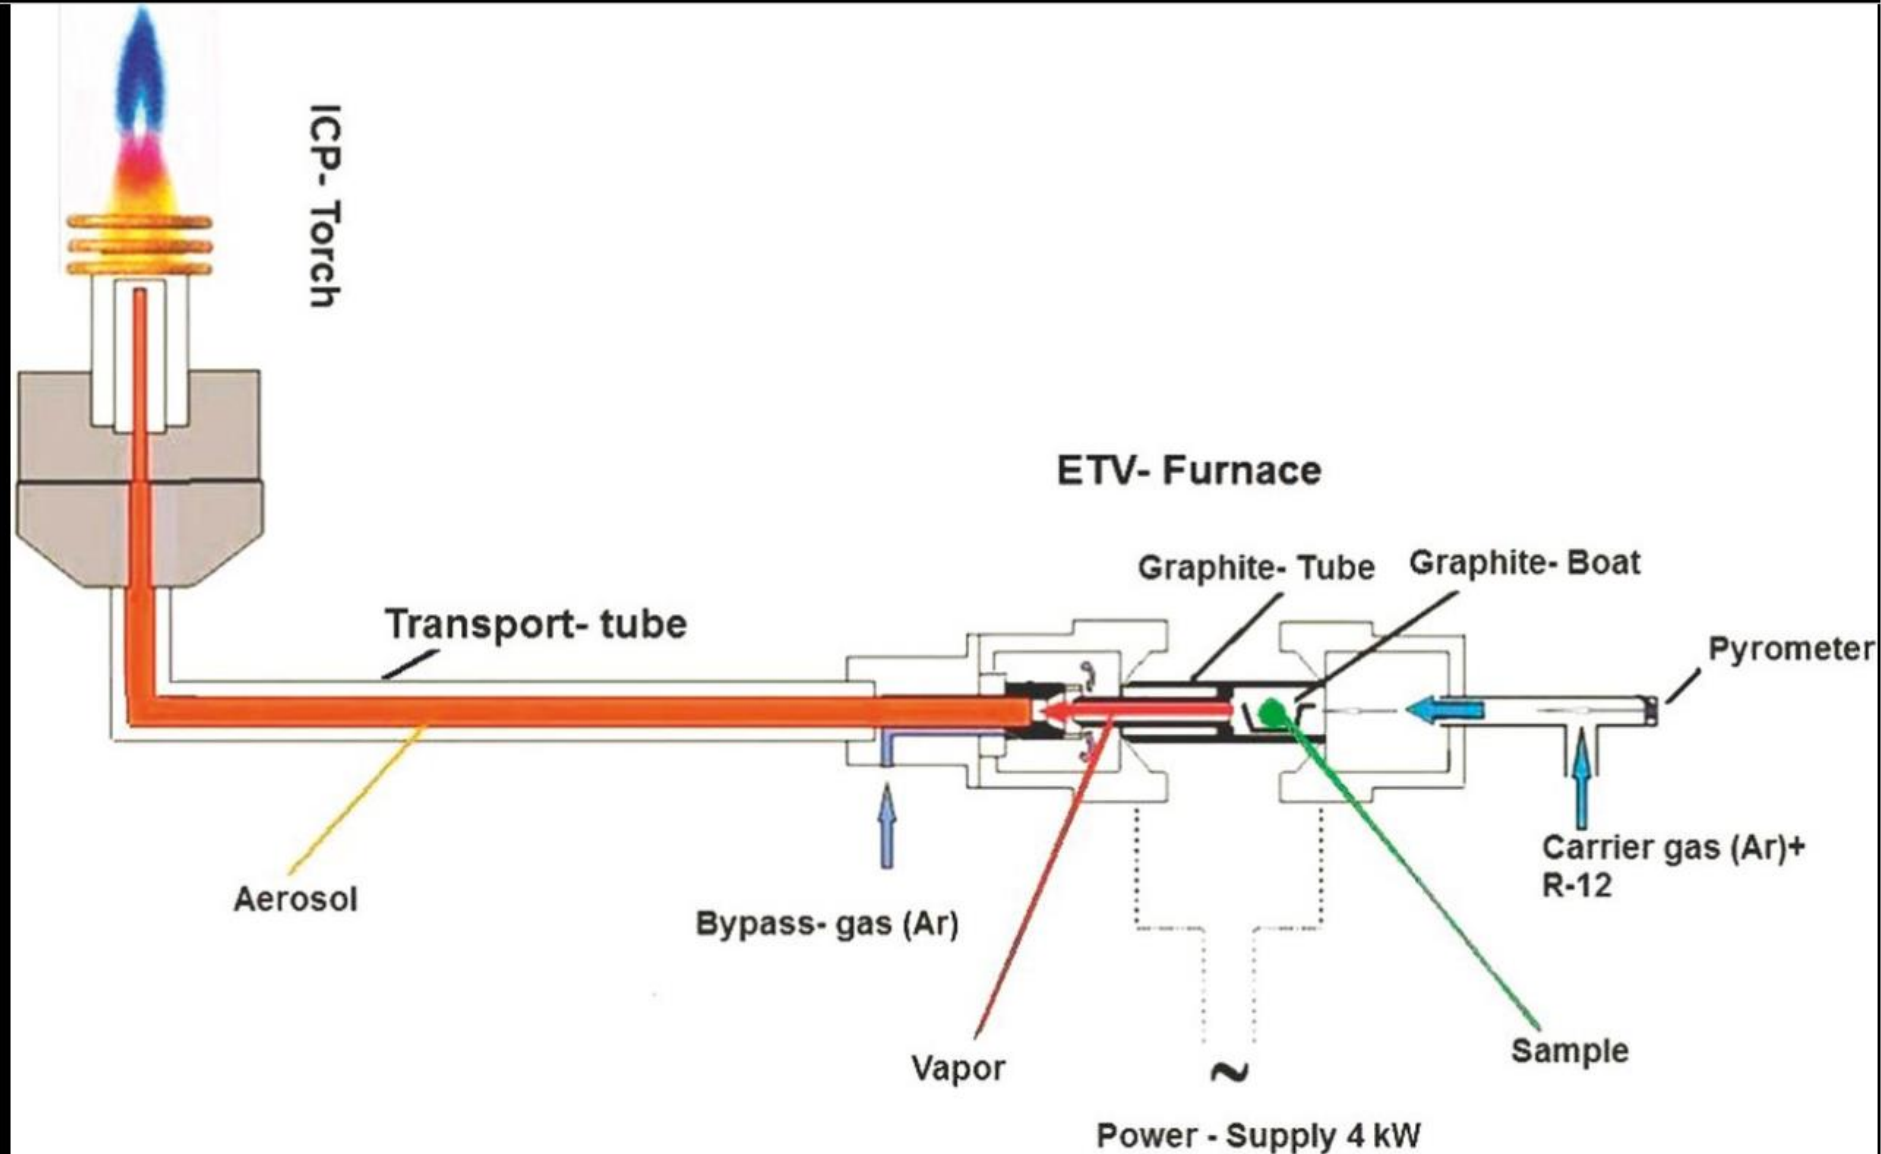 ICP- Torch
ETV- Furnace
Graphite- Tube
Graphite- Boat
Transport- tube
Pyrometer
Carrier gas (Ar)+
R-12
Aerosol
Bypass- gas (Ar)
Vapor
Sample
~
Power - Supply 4 kW